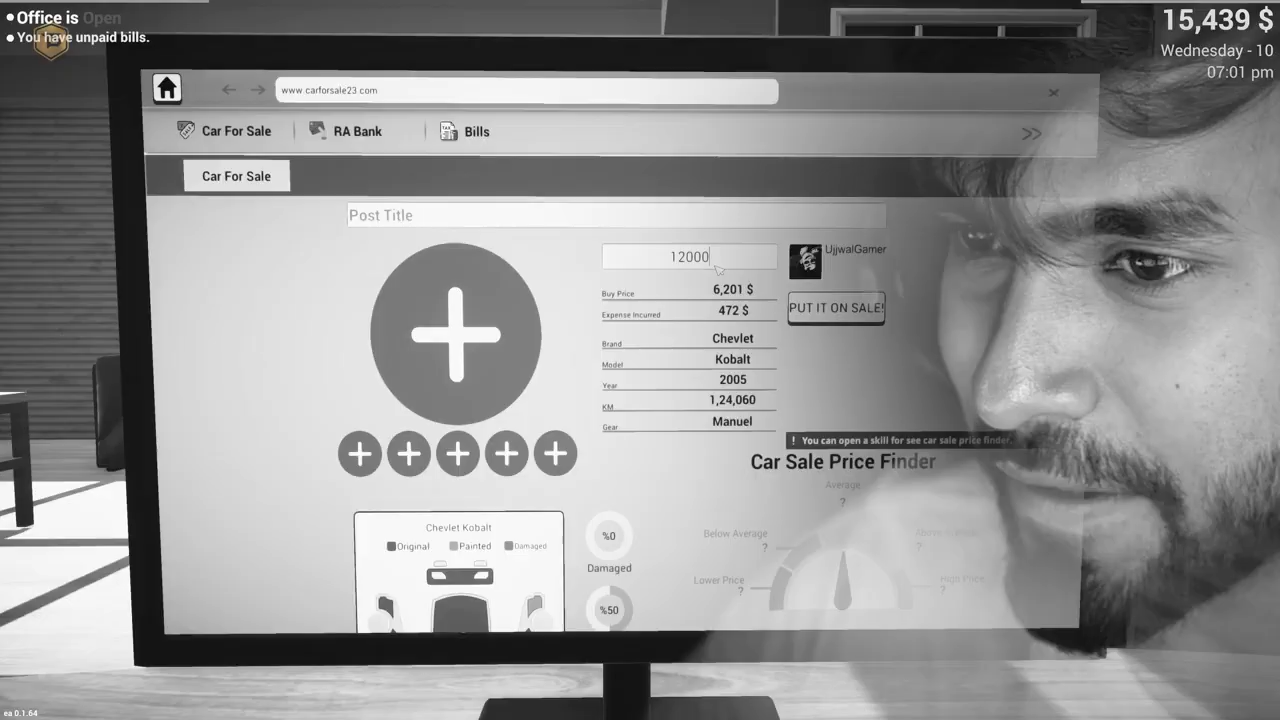 Office is Open
You have unpaid bills.
15,439 $
Wednesday - 10
07:01 pm
www.carforsale23.com
Car For Sale
RA Bank
Bills
>>
Car For Sale
Post Title
12000
UjjwalGamer
Buy Price 6,201 $
PUT IT ON SALE!
Expense Incurred 472 $
Brand Chevlet
Model Kobalt
Year 2005
KM 1,24,060
Gear Manuel
! You can open a skill for see car sale price finder.
Car Sale Price Finder
Average
?
Below Average
?
Above Average
?
Lower Price
?
High Price
?
Chevlet Kobalt
Original Painted Damaged
%0
Damaged
%50
ea 0.1.64